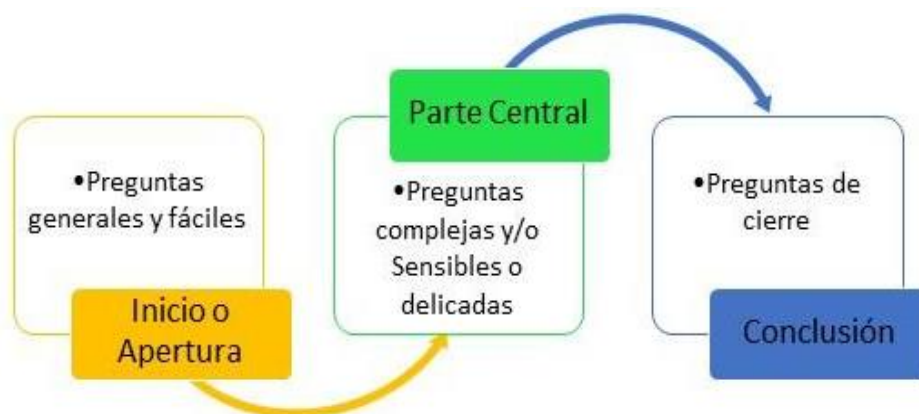 •Preguntas
generales y fáciles
Inicio o
Apertura
Parte Central
•Preguntas
complejas y/o
Sensibles o
delicadas
•Preguntas de
cierre
Conclusión